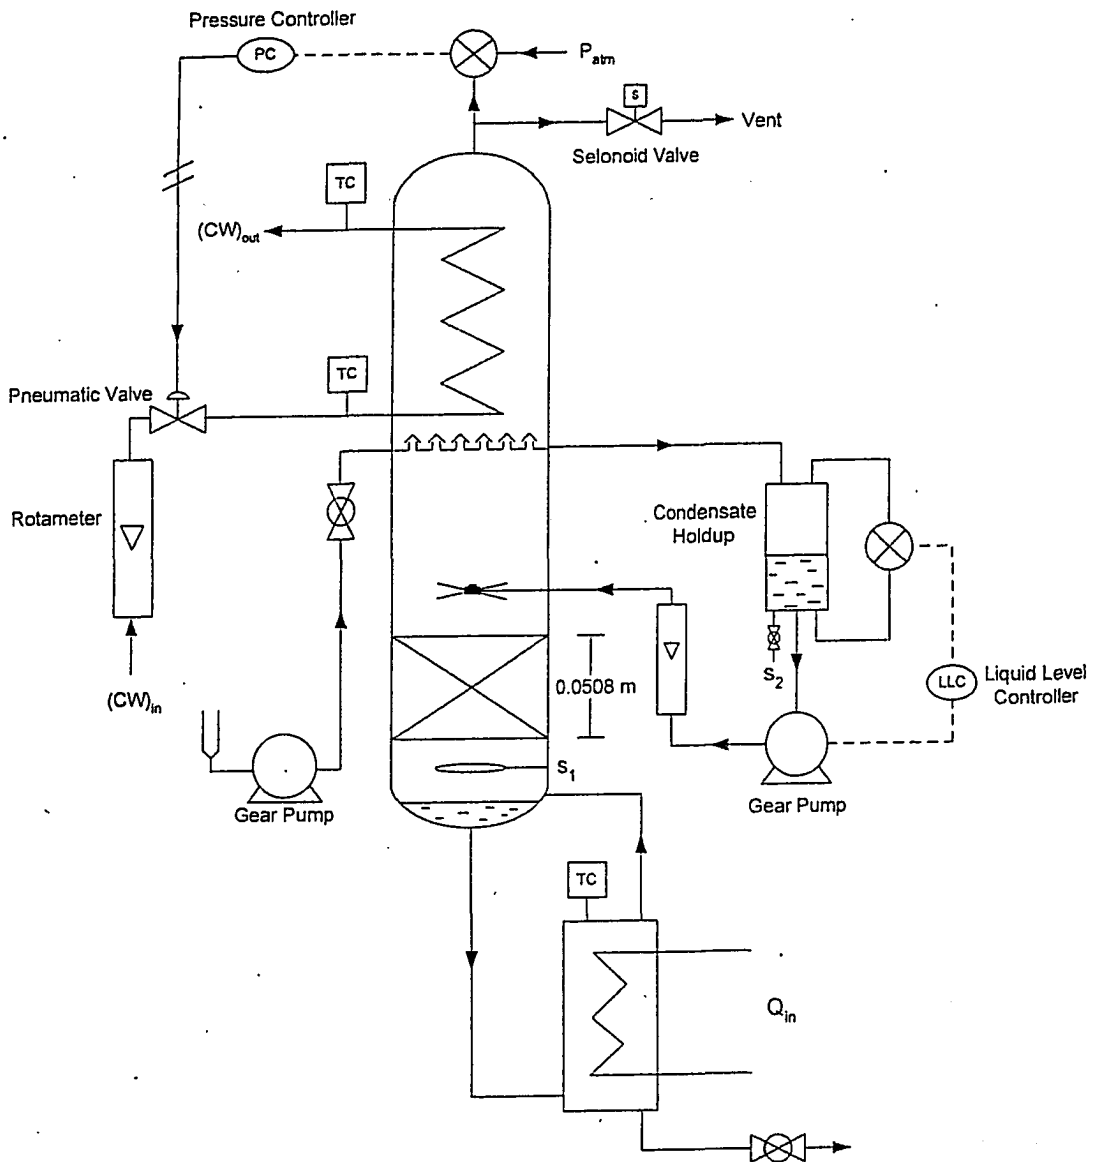 Pressure Controller
PC
P_atm
S
Vent
Selonoid Valve
TC
(CW)_out
TC
Pneumatic Valve
Rotameter
Condensate
Holdup
0.0508 m
S_2
LLC
Liquid Level
Controller
(CW)_in
S_1
Gear Pump
Gear Pump
TC
Q_in